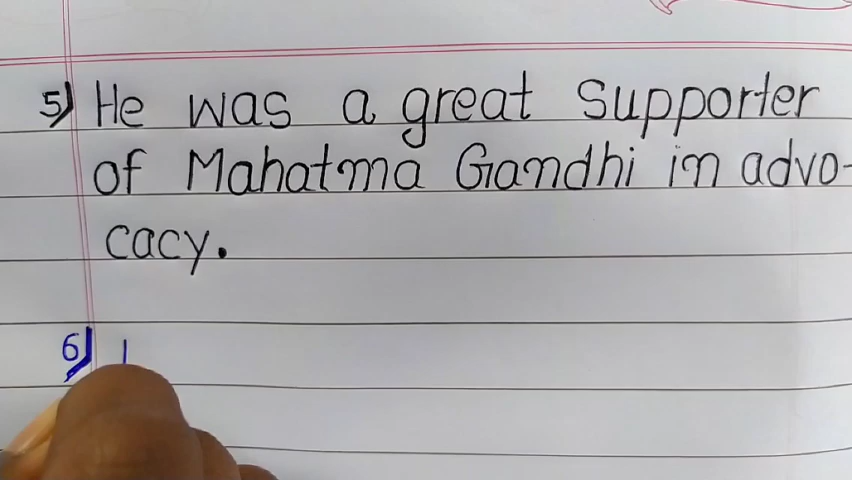 5) He was a great Supporter
of Mahatma Gandhi in advo-
cacy.
6)